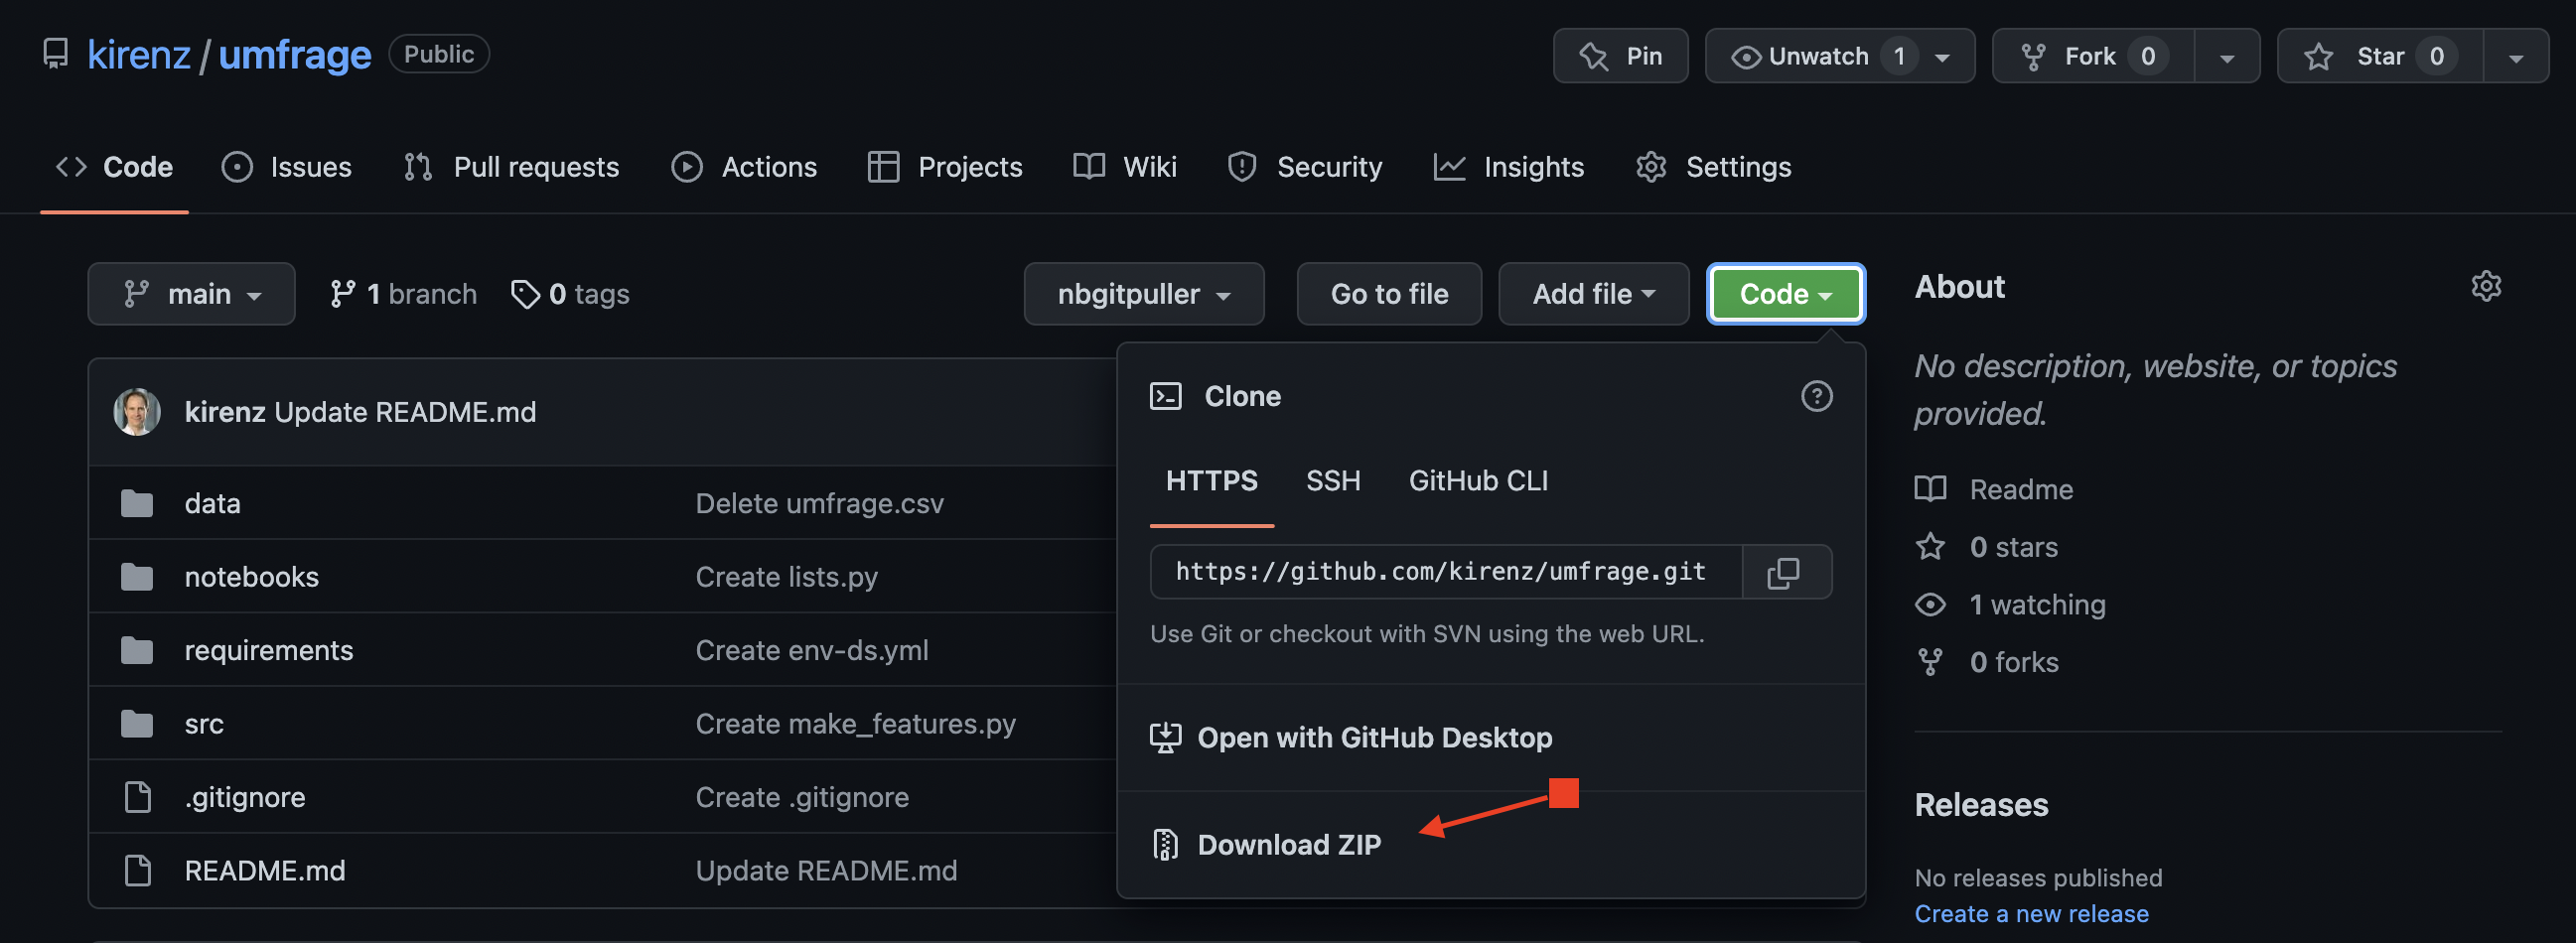 kirenz / umfrage Public Pin Unwatch 1 Fork 0 Star 0
Code Issues Pull requests Actions Projects Wiki Security Insights Settings
main 1 branch 0 tags nbgitpuller Go to file Add file Code
kirenz Update README.md
data Delete umfrage.csv
notebooks Create lists.py
requirements Create env-ds.yml
src Create make_features.py
.gitignore Create .gitignore
README.md Update README.md
Clone
HTTPS SSH GitHub CLI
https://github.com/kirenz/umfrage.git
Use Git or checkout with SVN using the web URL.
Open with GitHub Desktop
Download ZIP
About
No description, website, or topics
provided.
Readme
0 stars
1 watching
0 forks
Releases
No releases published
Create a new release